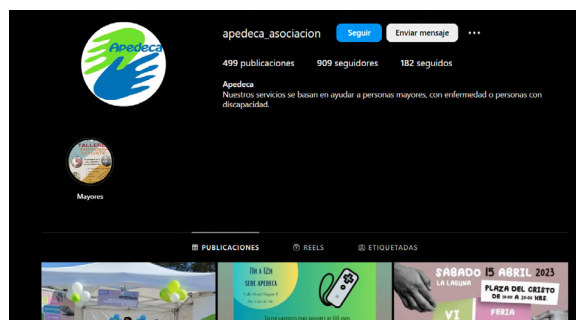 Apedeca
apedeca_asociacion Seguir Enviar mensaje
499 publicaciones 909 seguidores 182 seguidos
Apedeca
Nuestros servicios se basan en ayudar a personas mayores, con enfermedad o personas con
discapacidad.
TALLERES
Mayores
PUBLICACIONES REELS ETIQUETADAS
11H A 12H
SEDE APEDECA
SÁBADO 15 ABRIL 2023
LA LAGUNA
PLAZA DEL CRISTO
VI
FERIA